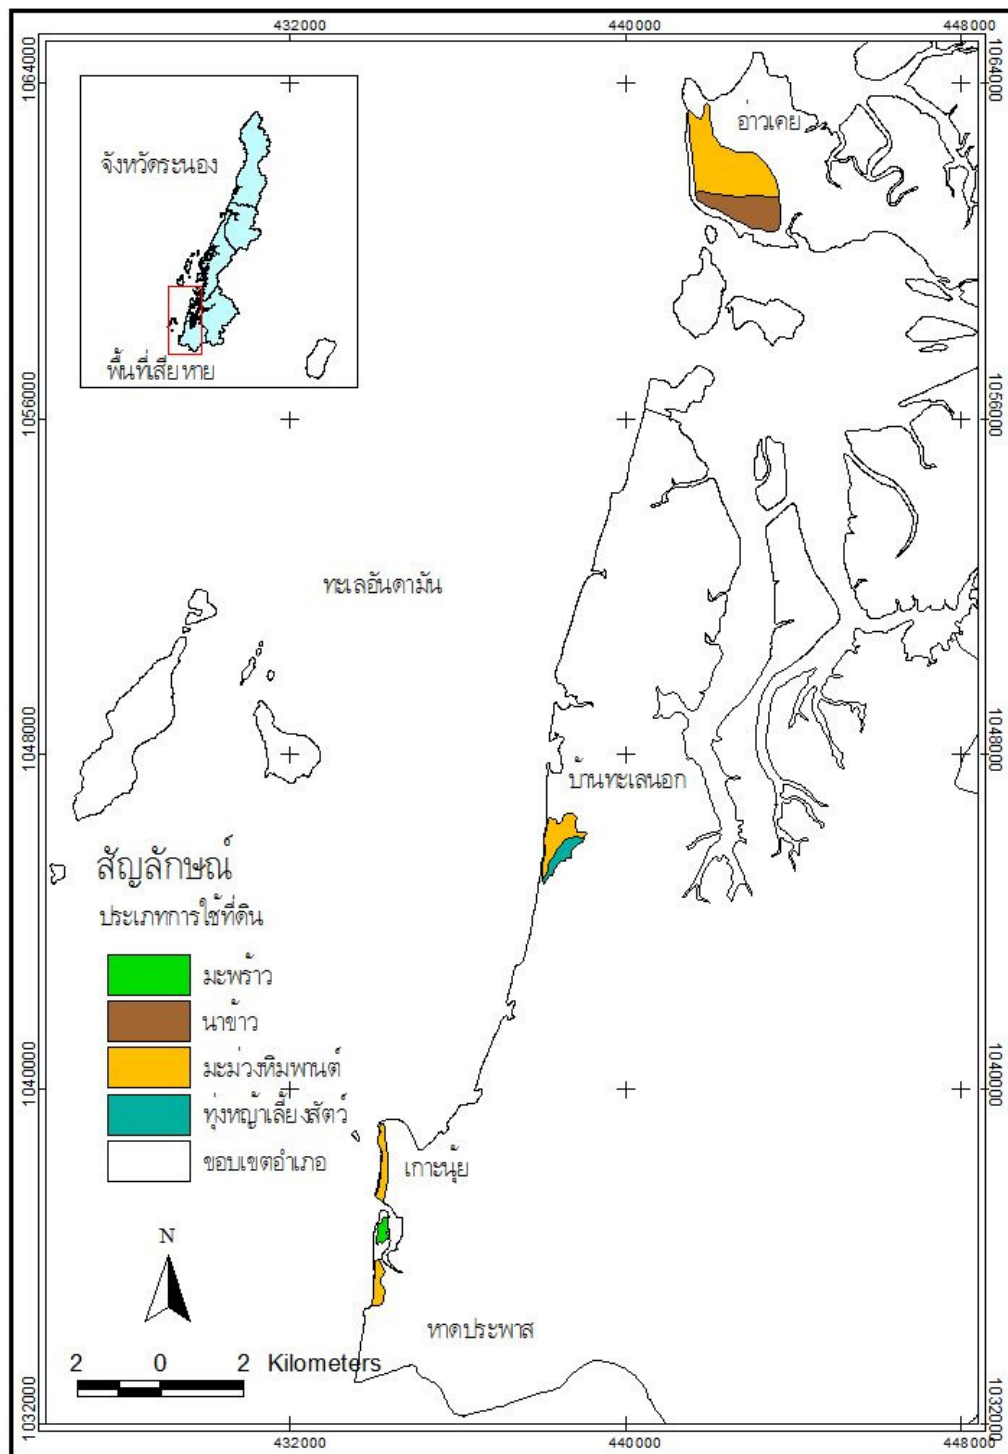 432000
440000
448000
1064000
1064000
จังหวัดระนอง
อ่าวเคย
พื้นที่เสียหาย
1056000
1056000
ทะเลอันดามัน
1048000
1048000
บ้านทะเลนอก
สัญลักษณ์
ประเภทการใช้ที่ดิน
มะพร้าว
นาข้าว
มะม่วงหิมพานต์
1040000
1040000
ทุ่งหญ้าเลี้ยงสัตว์
ขอบเขตอำเภอ
เกาะนุ้ย
N
หาดประพาส
2 0 2 Kilometers
1032000
1032000
432000
440000
448000